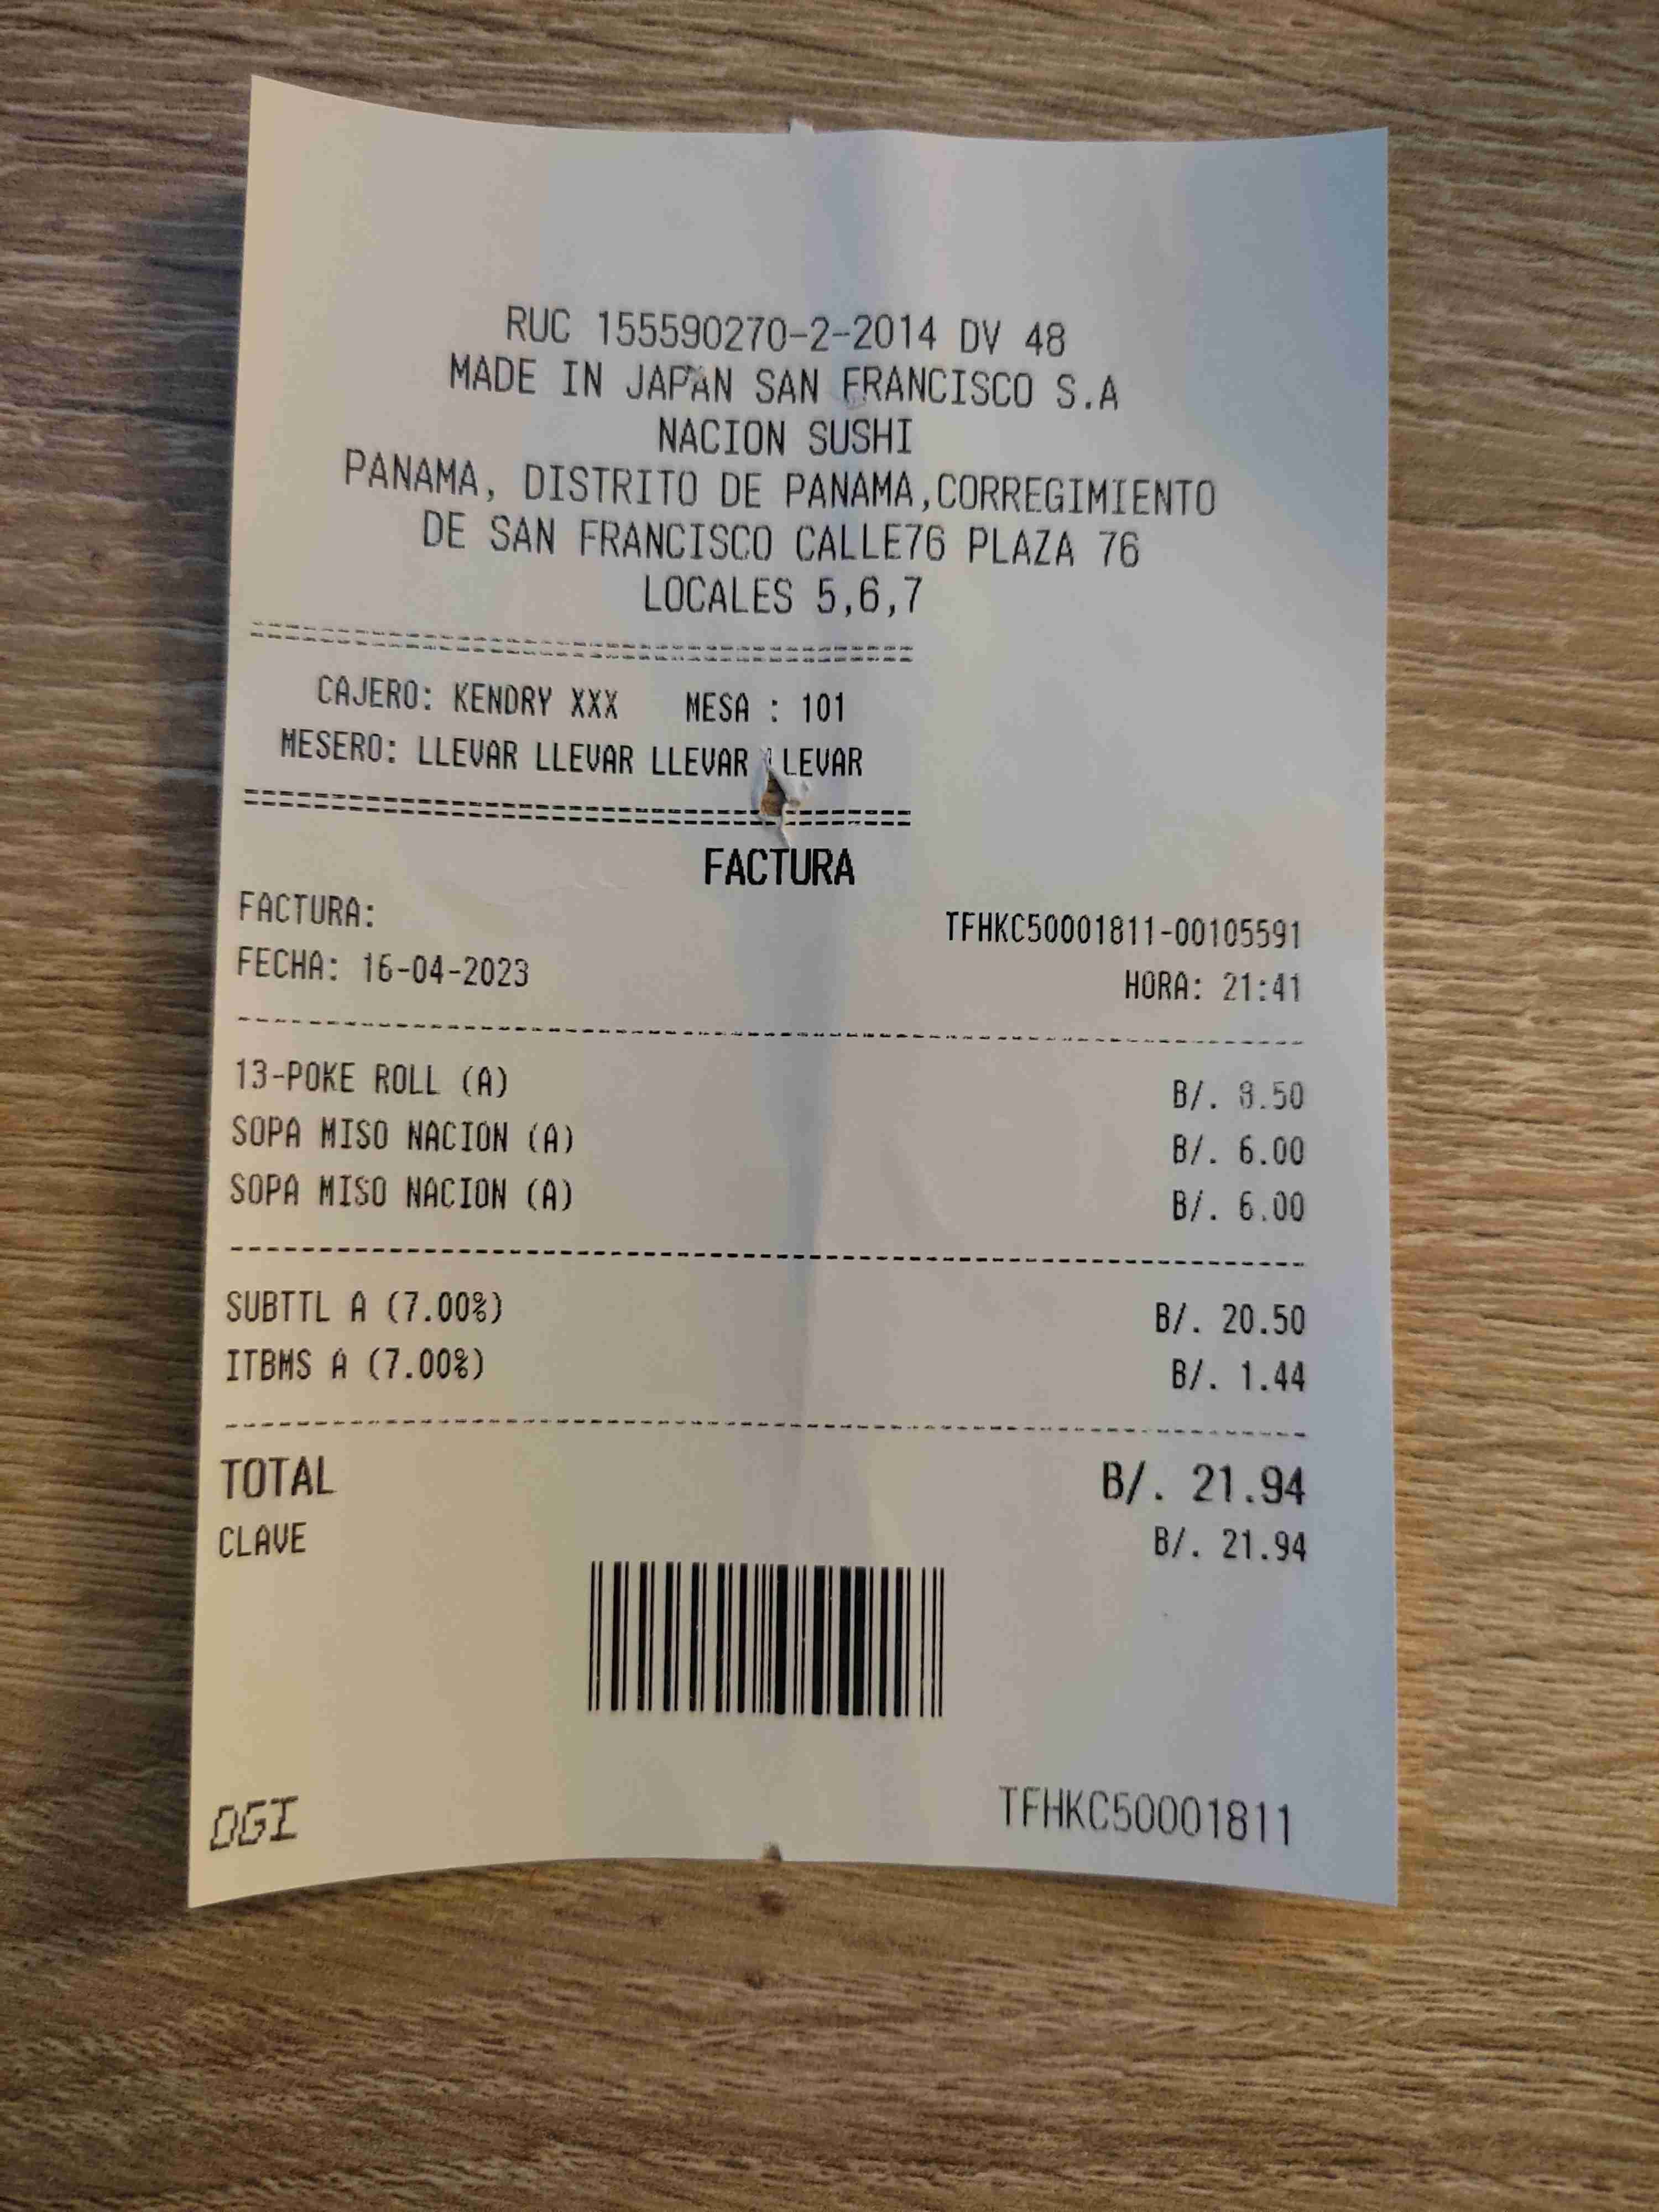 RUC 155590270-2-2014 DV 48
MADE IN JAPAN SAN FRANCISCO S.A
NACION SUSHI
PANAMA, DISTRITO DE PANAMA,CORREGIMIENTO
DE SAN FRANCISCO CALLE76 PLAZA 76
LOCALES 5,6,7
CAJERO: KENDRY XXX MESA : 101
MESERO: LLEVAR LLEVAR LLEVAR LLEVAR
FACTURA
FACTURA: TFHKC50001811-00105591
FECHA: 16-04-2023 HORA: 21:41
13-POKE ROLL (A) B/. 8.50
SOPA MISO NACION (A) B/. 6.00
SOPA MISO NACION (A) B/. 6.00
SUBTTL A (7.00%) B/. 20.50
ITBMS A (7.00%) B/. 1.44
TOTAL B/. 21.94
CLAVE B/. 21.94
DGI TFHKC50001811